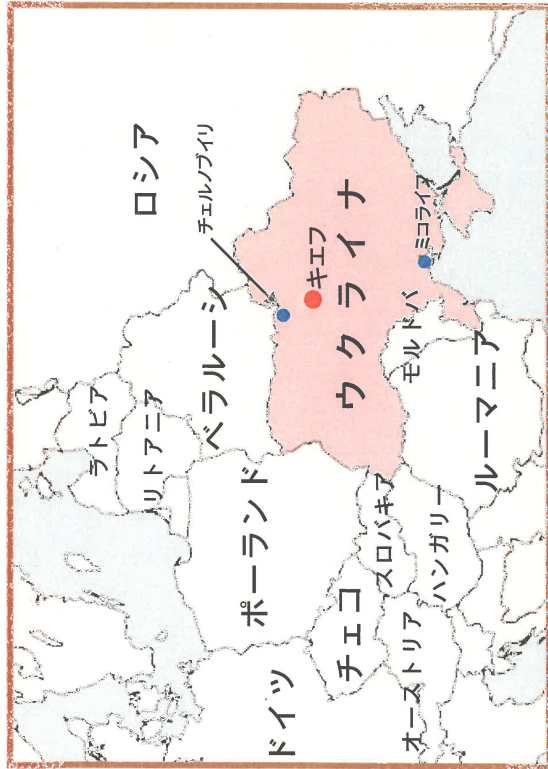 ロシア
チェルノブイリ
ラトビア
リトアニア
ベラルーシ
キエフ
ウクライナ
ミコライフ
モルドバ
ポーランド
ドイツ
チェコ
スロバキア
オーストリア
ハンガリー
ルーマニア